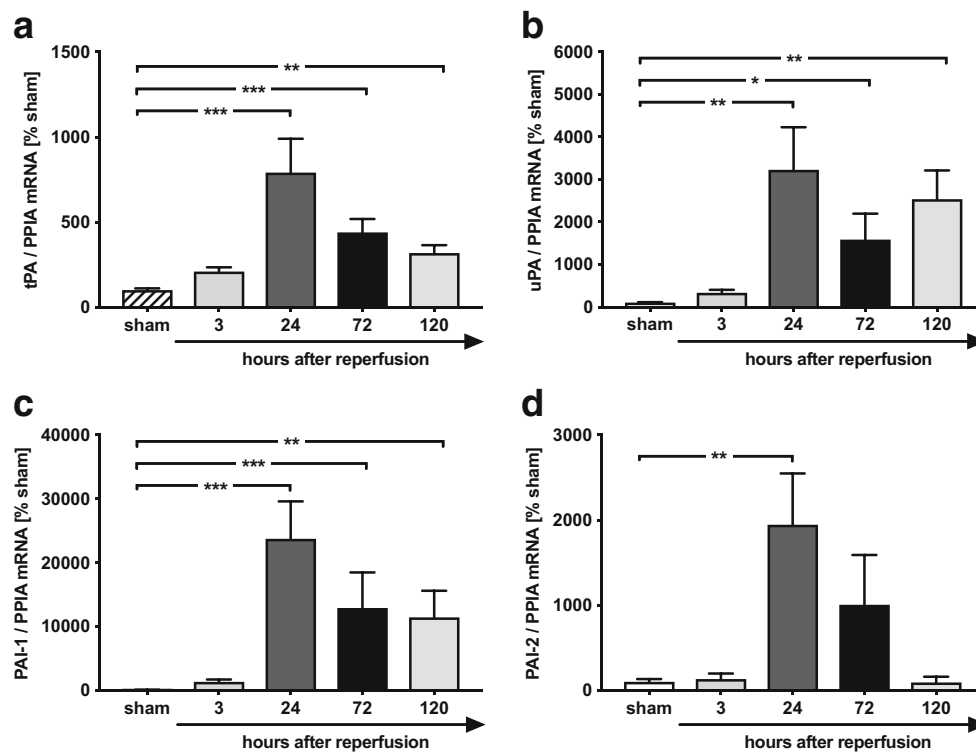 a
tPA / PPIA mRNA [% sham]
1500
1000
500
0
**
***
***
sham 3 24 72 120
hours after reperfusion
b
uPA / PPIA mRNA [% sham]
6000
5000
4000
3000
2000
1000
0
**
*
**
sham 3 24 72 120
hours after reperfusion
c
PAI-1 / PPIA mRNA [% sham]
40000
30000
20000
10000
0
**
***
***
sham 3 24 72 120
hours after reperfusion
d
PAI-2 / PPIA mRNA [% sham]
3000
2000
1000
0
**
sham 3 24 72 120
hours after reperfusion